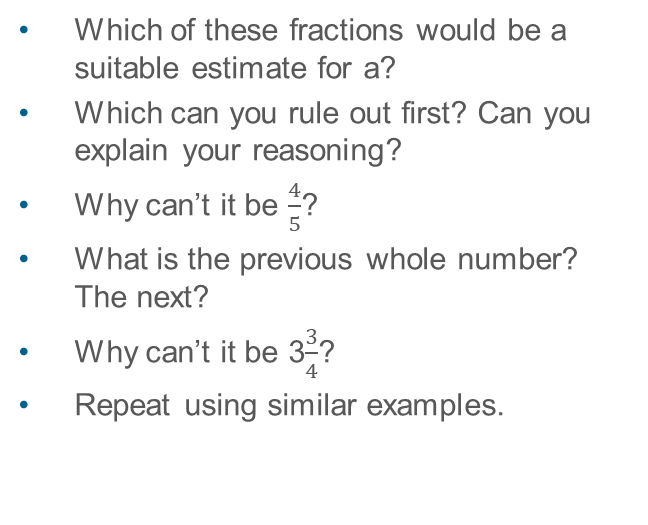 • Which of these fractions would be a
suitable estimate for a?
• Which can you rule out first? Can you
explain your reasoning?
• Why can't it be 4/5?
• What is the previous whole number?
The next?
• Why can't it be 3 3/4?
• Repeat using similar examples.